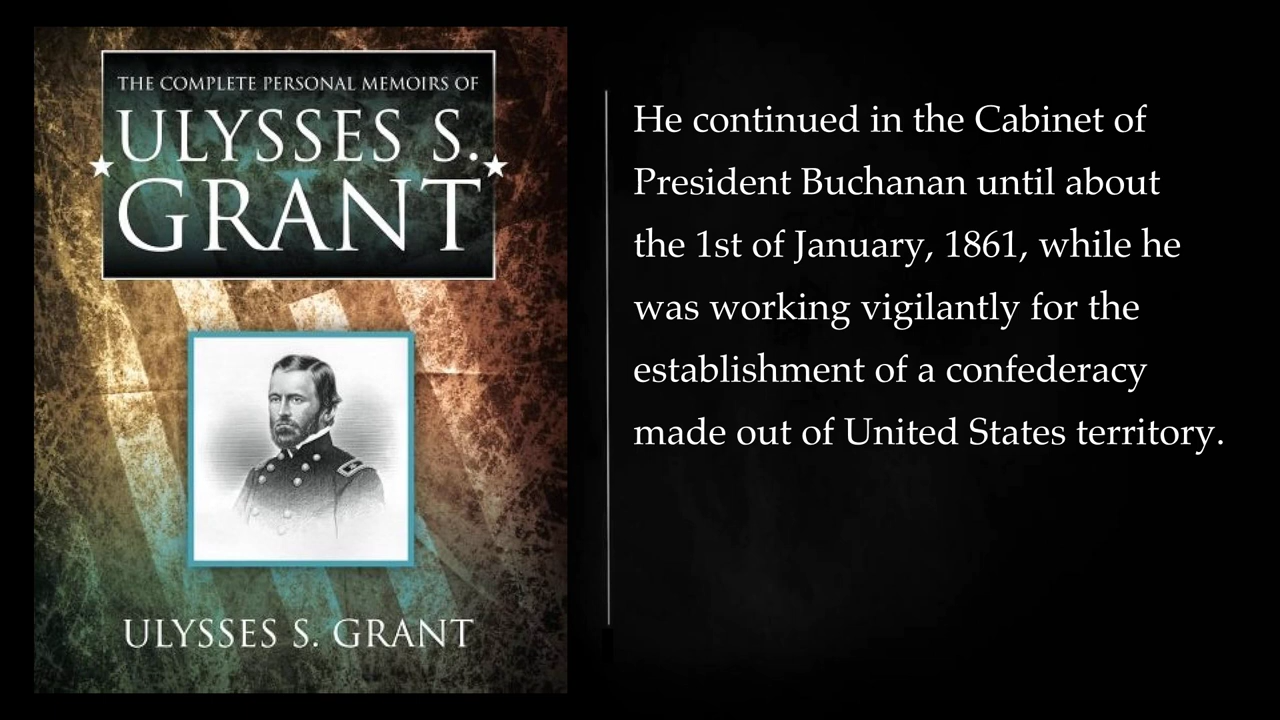 THE COMPLETE PERSONAL MEMOIRS OF
ULYSSES S.
GRANT
ULYSSES S. GRANT
He continued in the Cabinet of
President Buchanan until about
the 1st of January, 1861, while he
was working vigilantly for the
establishment of a confederacy
made out of United States territory.